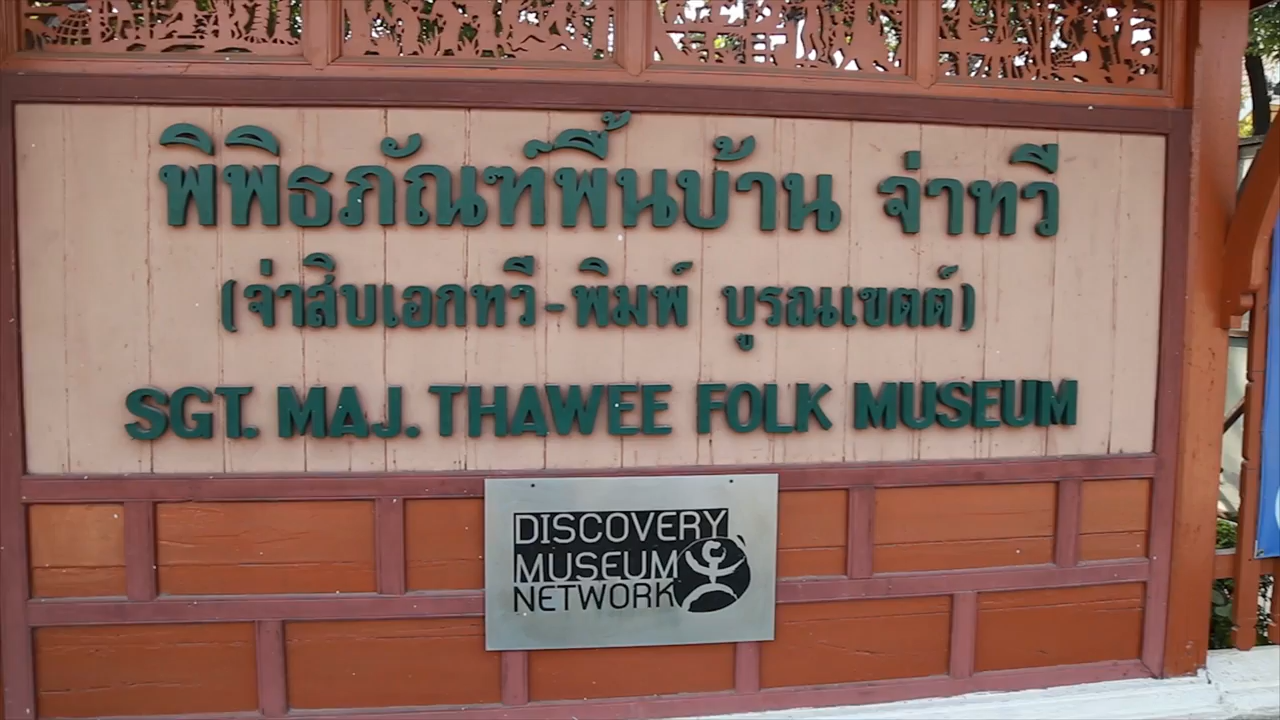 พิพิธภัณฑ์พื้นบ้าน จ่าทวี
(จ่าสิบเอกทวี-พิมพ์ บูรณเขตต์)
SGT. MAJ. THAWEE FOLK MUSEUM
DISCOVERY
MUSEUM
NETWORK